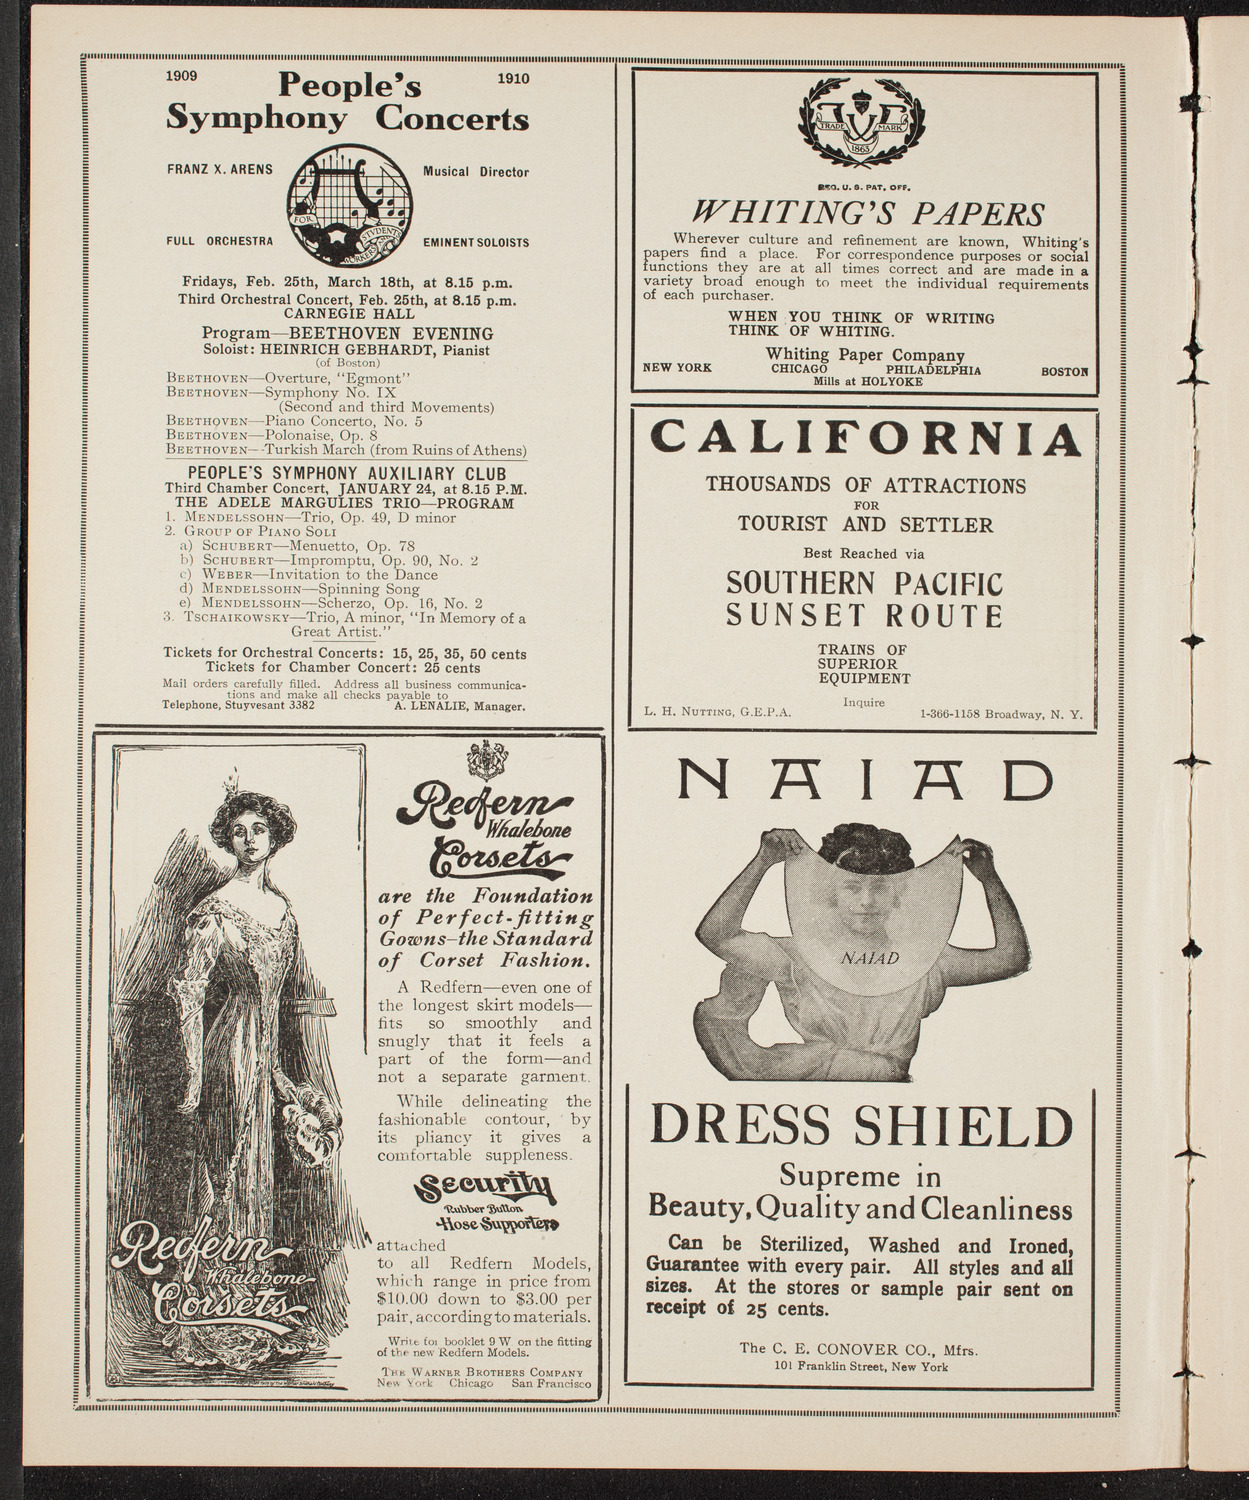 1909 People's 1910
Symphony Concerts
FRANZ X. ARENS Musical Director
FOR
STUDENTS
WORKERS
FULL ORCHESTRA EMINENT SOLOISTS
Fridays, Feb. 25th, March 18th, at 8.15 p.m.
Third Orchestral Concert, Feb. 25th, at 8.15 p.m.
CARNEGIE HALL
Program—BEETHOVEN EVENING
Soloist: HEINRICH GEBHARDT, Pianist
(of Boston)
BEETHOVEN—Overture, "Egmont"
BEETHOVEN—Symphony No. IX
(Second and third Movements)
BEETHOVEN—Piano Concerto, No. 5
BEETHOVEN—Polonaise, Op. 8
BEETHOVEN—Turkish March (from Ruins of Athens)
PEOPLE'S SYMPHONY AUXILIARY CLUB
Third Chamber Concert, JANUARY 24, at 8.15 P.M.
THE ADELE MARGULIES TRIO—PROGRAM
1. MENDELSSOHN—Trio, Op. 49, D minor
2. GROUP OF PIANO SOLI
a) SCHUBERT—Menuetto, Op. 78
b) SCHUBERT—Impromptu, Op. 90, No. 2
c) WEBER—Invitation to the Dance
d) MENDELSSOHN—Spinning Song
e) MENDELSSOHN—Scherzo, Op. 16, No. 2
3. TSCHAIKOWSKY—Trio, A minor, "In Memory of a
Great Artist."
Tickets for Orchestral Concerts: 15, 25, 35, 50 cents
Tickets for Chamber Concert: 25 cents
Mail orders carefully filled. Address all business communica-
tions and make all checks payable to
Telephone, Stuyvesant 3382 A. LENALIE, Manager.
Redfern
Whalebone
Corsets
are the Foundation
of Perfect-fitting
Gowns—the Standard
of Corset Fashion.
A Redfern—even one of
the longest skirt models—
fits so smoothly and
snugly that it feels a
part of the form—and
not a separate garment.
While delineating the
fashionable contour, by
its pliancy it gives a
comfortable suppleness.
Security
Rubber Button
Hose Supporters
attached
to all Redfern Models,
which range in price from
$10.00 down to $3.00 per
pair, according to materials.
Write for booklet 9 W on the fitting
of the new Redfern Models.
THE WARNER BROTHERS COMPANY
New York Chicago San Francisco
Redfern
Whalebone
Corsets
TRADE MARK
1865
REG. U. S. PAT. OFF.
WHITING'S PAPERS
Wherever culture and refinement are known, Whiting's
papers find a place. For correspondence purposes or social
functions they are at all times correct and are made in a
variety broad enough to meet the individual requirements
of each purchaser.
WHEN YOU THINK OF WRITING
THINK OF WHITING.
Whiting Paper Company
NEW YORK CHICAGO PHILADELPHIA BOSTON
Mills at HOLYOKE
CALIFORNIA
THOUSANDS OF ATTRACTIONS
FOR
TOURIST AND SETTLER
Best Reached via
SOUTHERN PACIFIC
SUNSET ROUTE
TRAINS OF
SUPERIOR
EQUIPMENT
Inquire
L. H. NUTTING, G.E.P.A. 1-366-1158 Broadway, N. Y.
NAIAD
NAIAD
DRESS SHIELD
Supreme in
Beauty, Quality and Cleanliness
Can be Sterilized, Washed and Ironed,
Guarantee with every pair. All styles and all
sizes. At the stores or sample pair sent on
receipt of 25 cents.
The C. E. CONOVER CO., Mfrs.
101 Franklin Street, New York